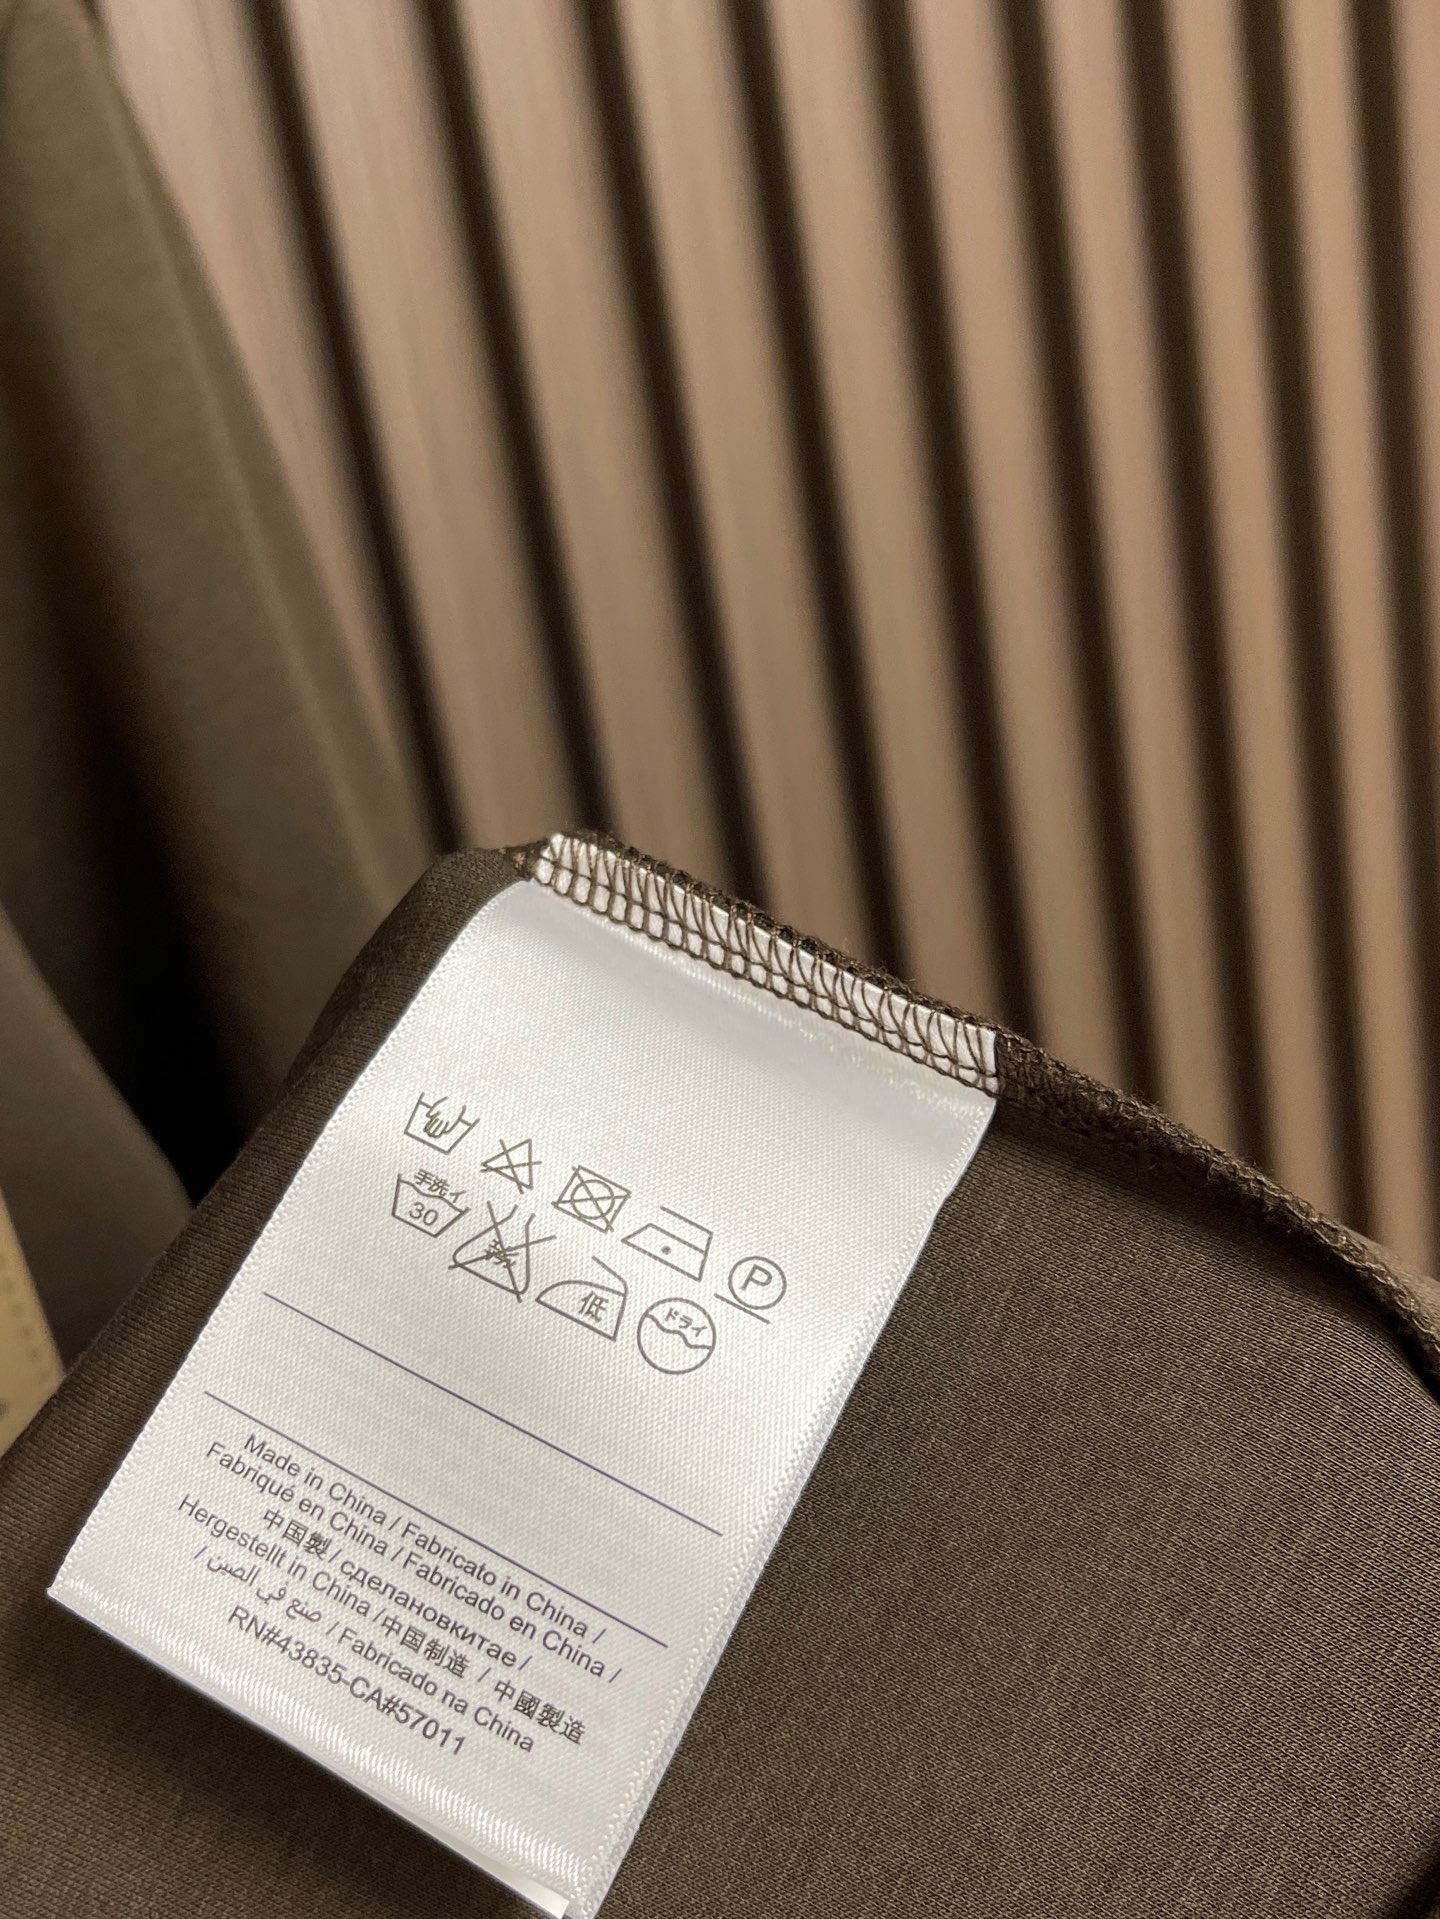 P
手洗イ
30
低
ドライ
Made in China / Fabricato in China /
Fabriqué en China / Fabricado en China /
中国製 / сделановкитае /
Hergestellt in China / 中国制造 / 中國製造
/ صنع في الصين / Fabricado na China
RN#43835-CA#57011